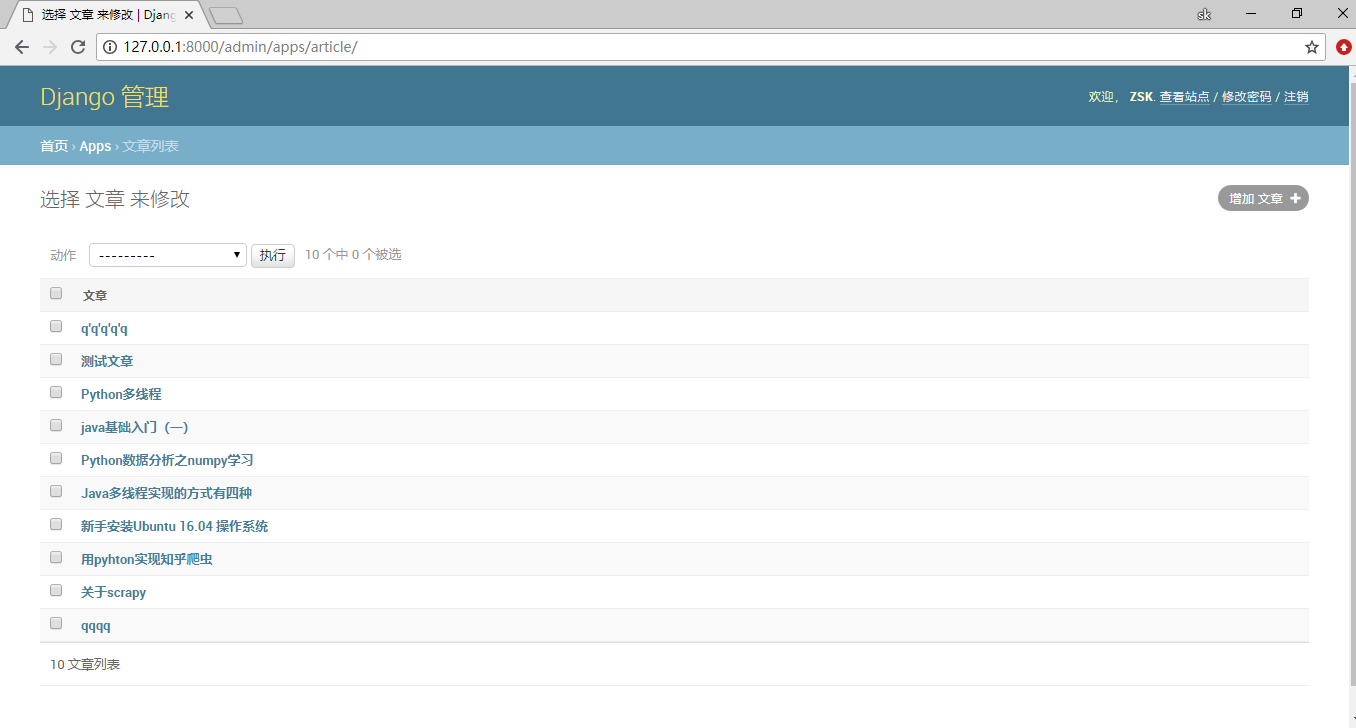 选择 文章 来修改 | Djang
sk
127.0.0.1:8000/admin/apps/article/
Django 管理
欢迎， ZSK. 查看站点 / 修改密码 / 注销
首页 › Apps › 文章列表
选择 文章 来修改
增加 文章 +
动作 --------- 执行 10 个中 0 个被选
文章
q'q'q'q'q
测试文章
Python多线程
java基础入门（一）
Python数据分析之numpy学习
Java多线程实现的方式有四种
新手安装Ubuntu 16.04 操作系统
用pyhton实现知乎爬虫
关于scrapy
qqqq
10 文章列表